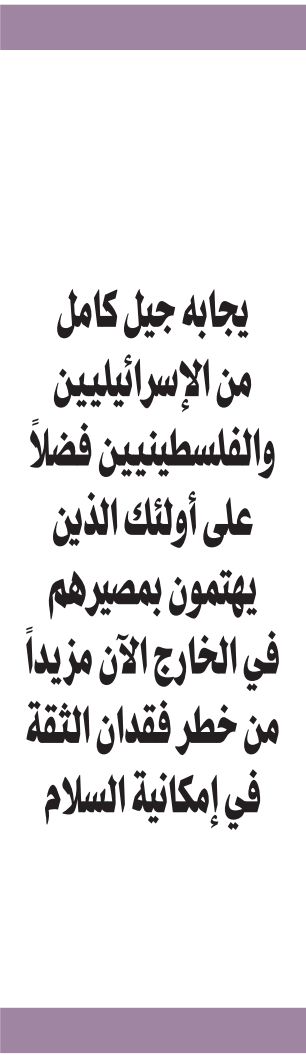 يجابه جيل كامل
من الإسرائيليين
والفلسطينيين فضلاً
على أولئك الذين
يهتمون بمصيرهم
في الخارج الآن مزيداً
من خطر فقدان الثقة
في إمكانية السلام